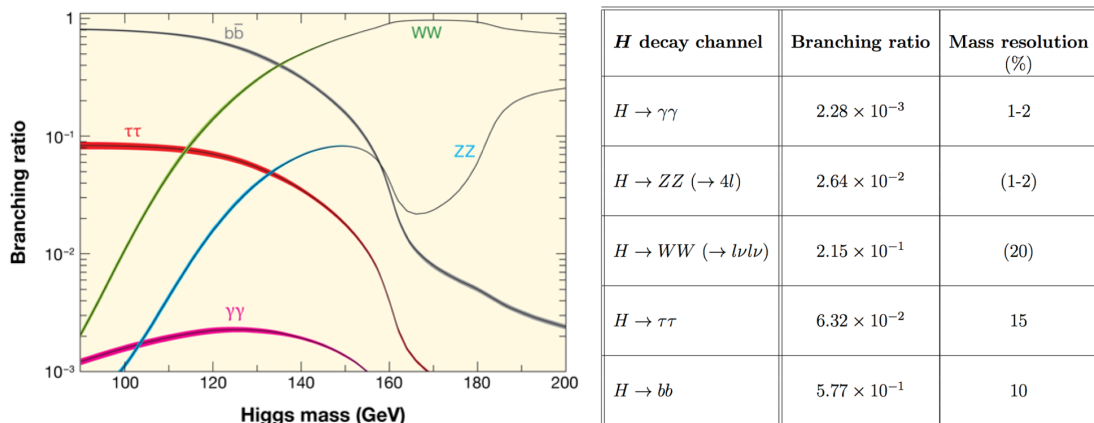 Branching ratio
1
10⁻¹
10⁻²
10⁻³
bb̄
WW
ττ
ZZ
γγ
100 120 140 160 180 200
Higgs mass (GeV)
H decay channel Branching ratio Mass resolution
(%)
H → γγ 2.28 × 10⁻³ 1-2
H → ZZ (→ 4l) 2.64 × 10⁻² (1-2)
H → WW (→ lνlν) 2.15 × 10⁻¹ (20)
H → ττ 6.32 × 10⁻² 15
H → bb 5.77 × 10⁻¹ 10